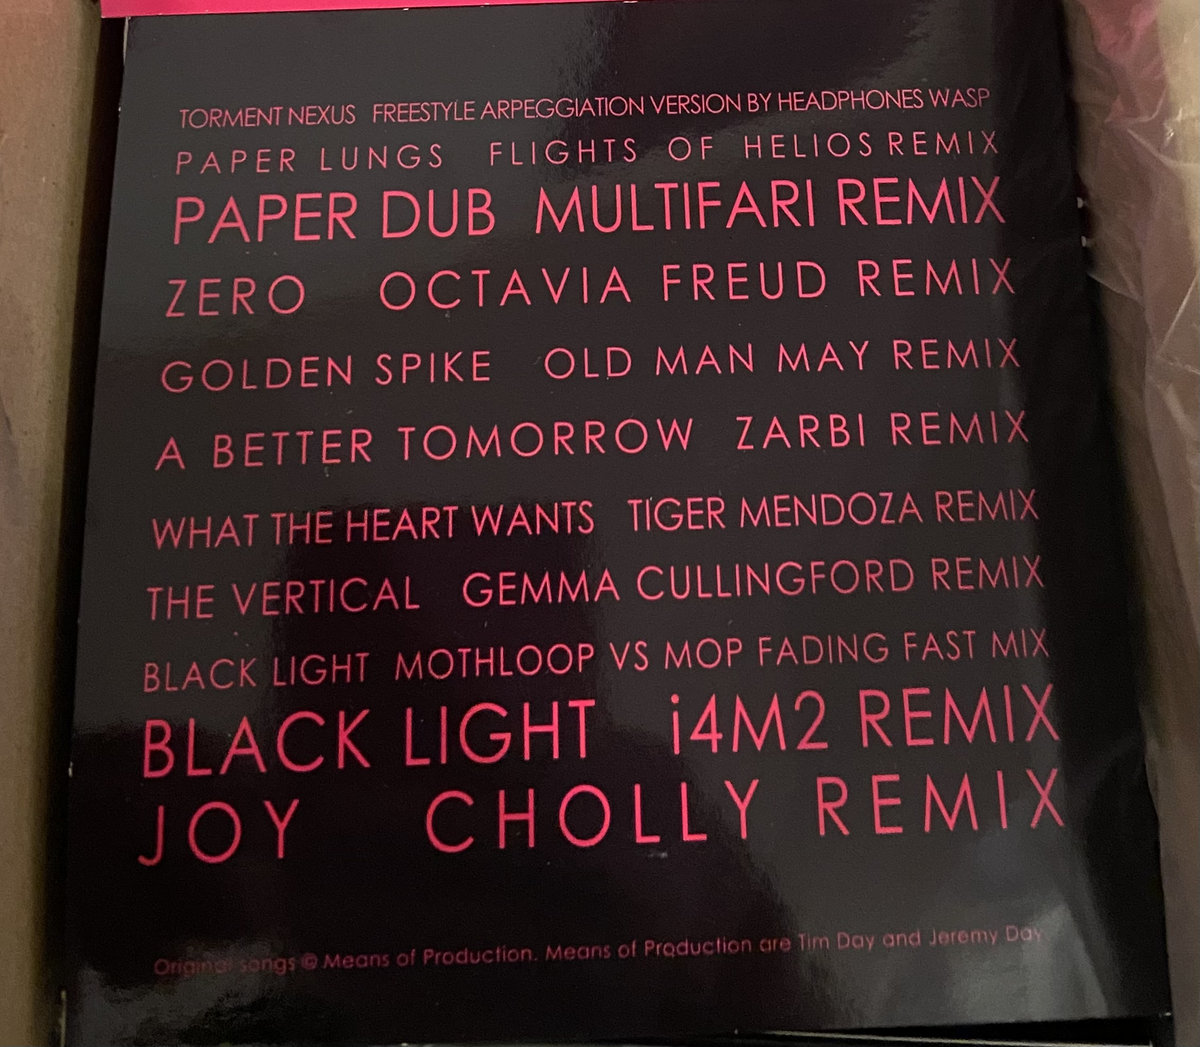 TORMENT NEXUS FREESTYLE ARPEGGIATION VERSION BY HEADPHONES WASP
PAPER LUNGS FLIGHTS OF HELIOS REMIX
PAPER DUB MULTIFARI REMIX
ZERO OCTAVIA FREUD REMIX
GOLDEN SPIKE OLD MAN MAY REMIX
A BETTER TOMORROW ZARBI REMIX
WHAT THE HEART WANTS TIGER MENDOZA REMIX
THE VERTICAL GEMMA CULLINGFORD REMIX
BLACK LIGHT MOTHLOOP VS MOP FADING FAST MIX
BLACK LIGHT i4M2 REMIX
JOY CHOLLY REMIX
Original songs © Means of Production. Means of Production are Tim Day and Jeremy Day